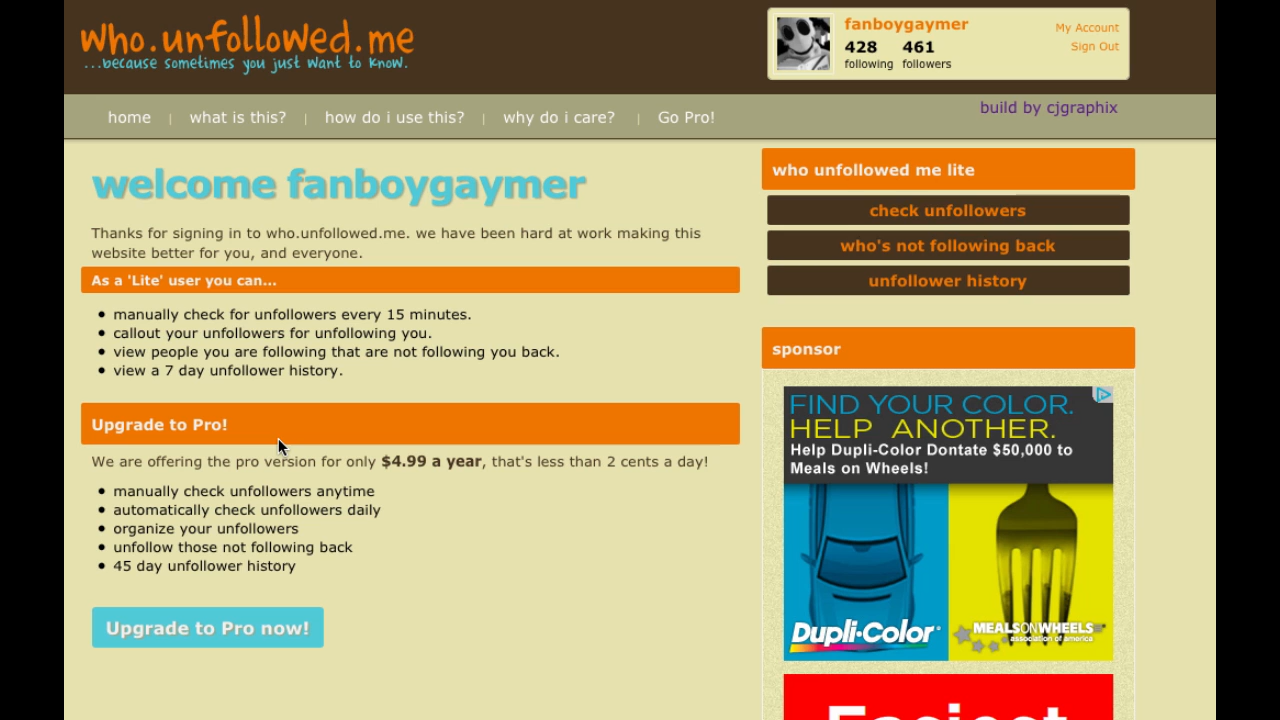 who.unfollowed.me
...because sometimes you just want to know.
fanboygaymer
428 461
following followers
My Account
Sign Out
home | what is this? | how do i use this? | why do i care? | Go Pro!
build by cjgraphix
welcome fanboygaymer
Thanks for signing in to who.unfollowed.me. we have been hard at work making this
website better for you, and everyone.
As a 'Lite' user you can...
• manually check for unfollowers every 15 minutes.
• callout your unfollowers for unfollowing you.
• view people you are following that are not following you back.
• view a 7 day unfollower history.
Upgrade to Pro!
We are offering the pro version for only $4.99 a year, that's less than 2 cents a day!
• manually check unfollowers anytime
• automatically check unfollowers daily
• organize your unfollowers
• unfollow those not following back
• 45 day unfollower history
Upgrade to Pro now!
who unfollowed me lite
check unfollowers
who's not following back
unfollower history
sponsor
FIND YOUR COLOR.
HELP ANOTHER.
Help Dupli-Color Dontate $50,000 to
Meals on Wheels!
Dupli-Color®
MEALS ON WHEELS
association of america